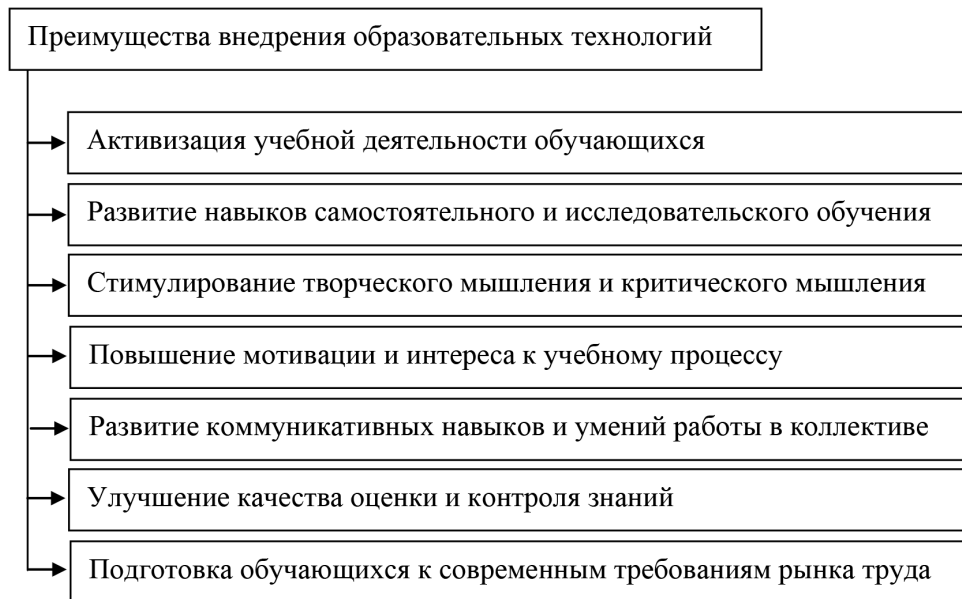 Преимущества внедрения образовательных технологий
Активизация учебной деятельности обучающихся
Развитие навыков самостоятельного и исследовательского обучения
Стимулирование творческого мышления и критического мышления
Повышение мотивации и интереса к учебному процессу
Развитие коммуникативных навыков и умений работы в коллективе
Улучшение качества оценки и контроля знаний
Подготовка обучающихся к современным требованиям рынка труда